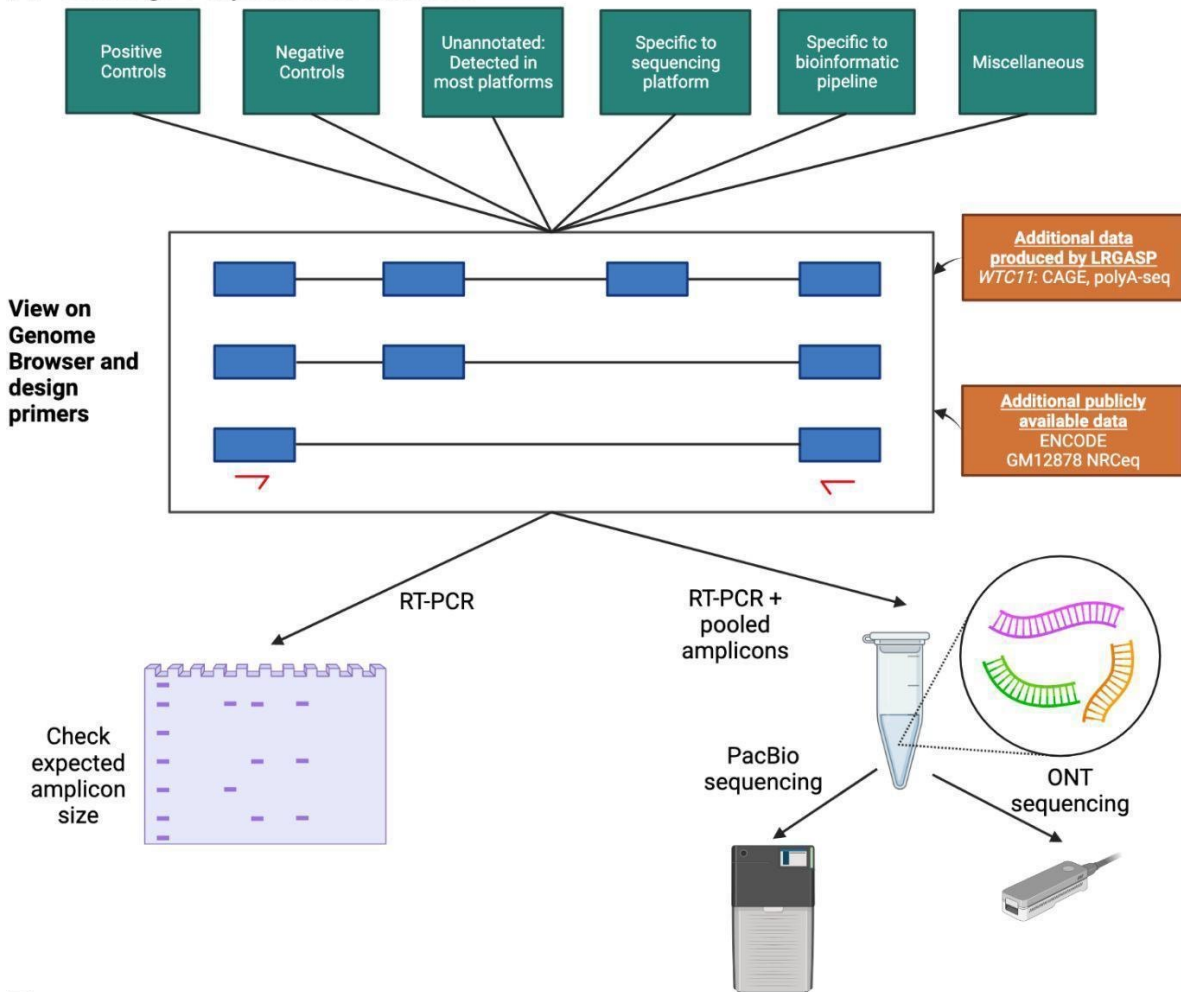 Positive
Controls
Negative
Controls
Unannotated:
Detected in
most platforms
Specific to
sequencing
platform
Specific to
bioinformatic
pipeline
Miscellaneous
View on
Genome
Browser and
design
primers
Additional data
produced by LRGASP
WTC11: CAGE, polyA-seq
Additional publicly
available data
ENCODE
GM12878 NRCeq
RT-PCR
RT-PCR +
pooled
amplicons
Check
expected
amplicon
size
PacBio
sequencing
ONT
sequencing